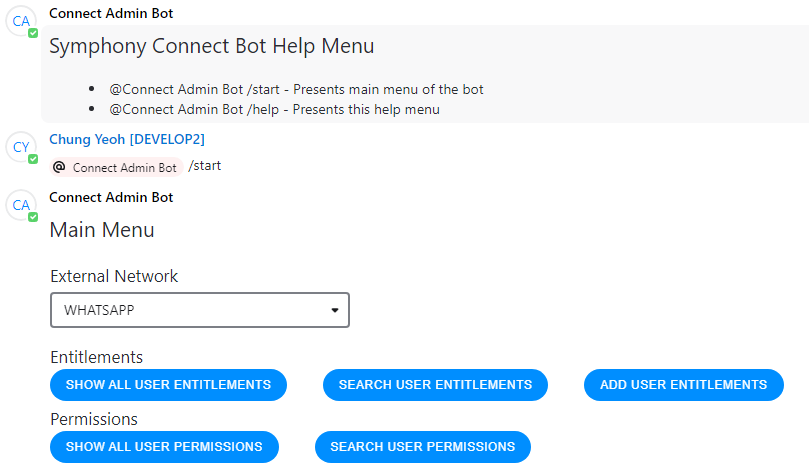 CA Connect Admin Bot
Symphony Connect Bot Help Menu
• @Connect Admin Bot /start - Presents main menu of the bot
• @Connect Admin Bot /help - Presents this help menu
CY Chung Yeoh [DEVELOP2]
@ Connect Admin Bot /start
CA Connect Admin Bot
Main Menu
External Network
WHATSAPP
Entitlements
SHOW ALL USER ENTITLEMENTS SEARCH USER ENTITLEMENTS ADD USER ENTITLEMENTS
Permissions
SHOW ALL USER PERMISSIONS SEARCH USER PERMISSIONS